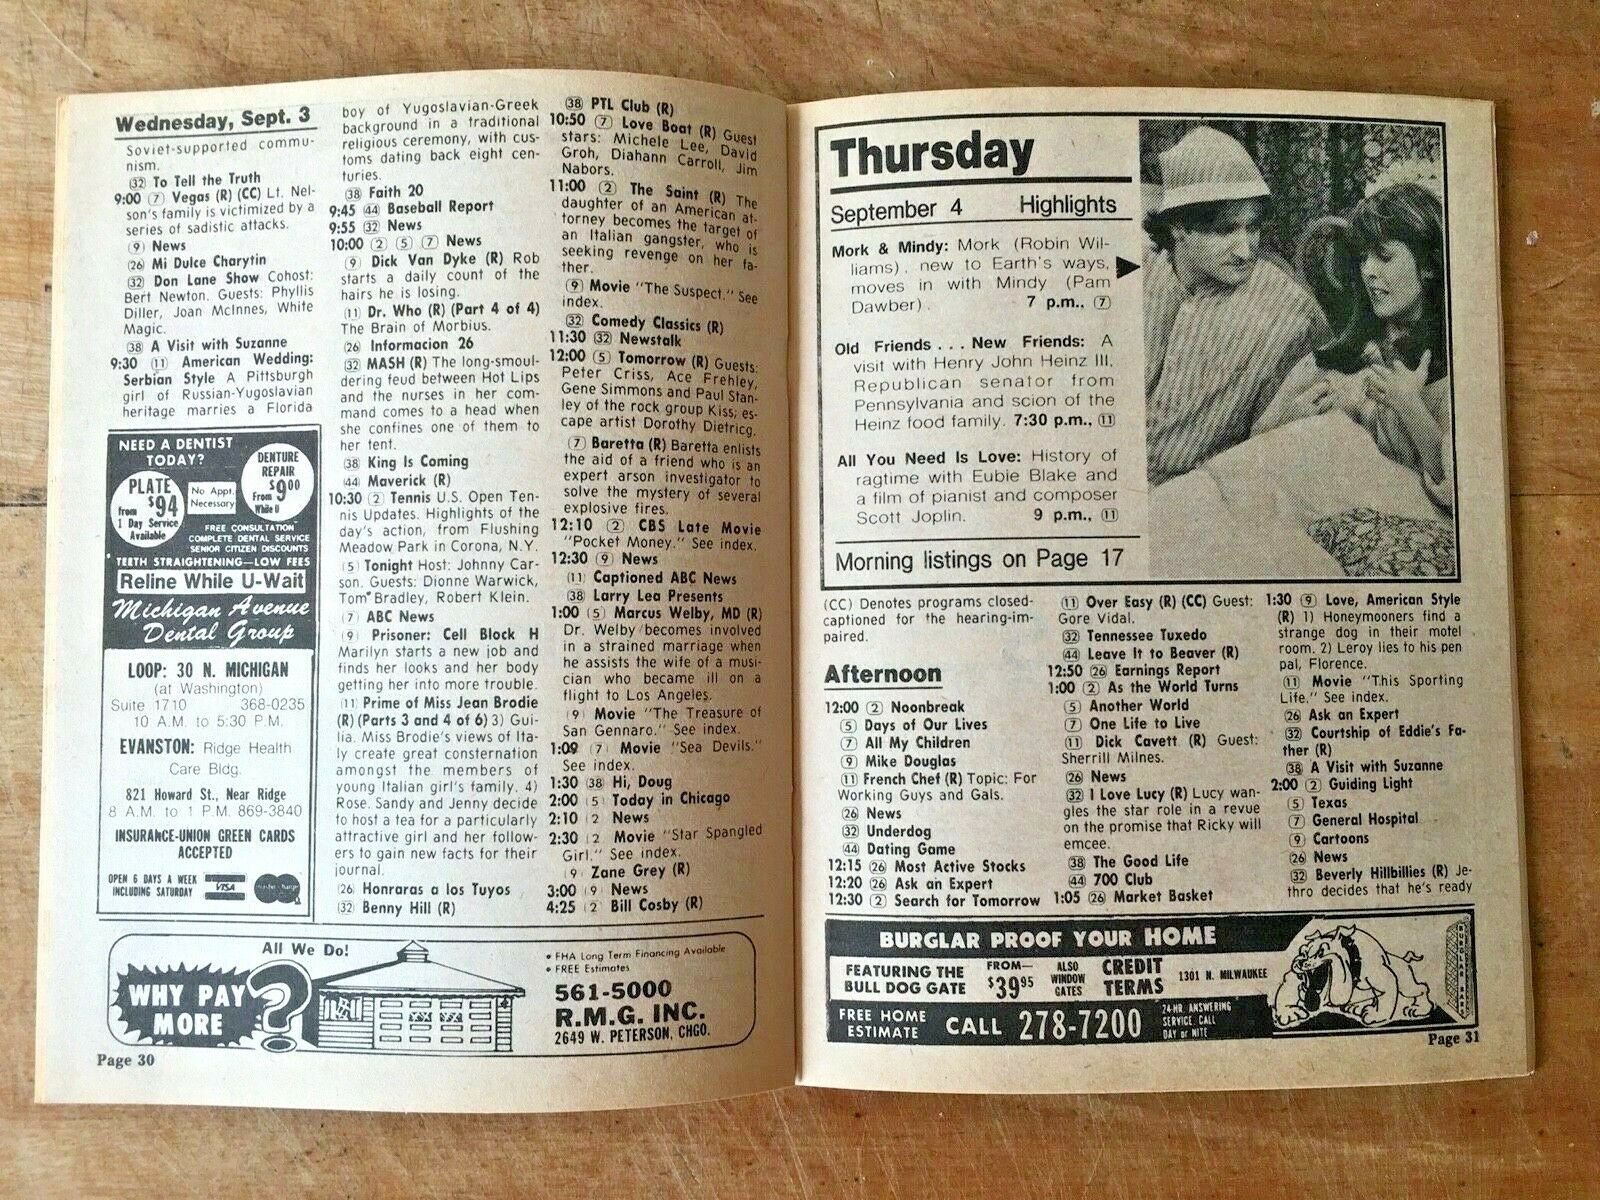 Wednesday, Sept. 3
Soviet-supported commu-
nism.
(32) To Tell the Truth
9:00 (7) Vegas (R) (CC) Lt. Nel-
son's family is victimized by a
series of sadistic attacks.
(9) News
(26) Mi Dulce Charytin
(32) Don Lane Show Cohost:
Bert Newton. Guests: Phyllis
Diller, Joan McInnes, White
Magic.
(38) A Visit with Suzanne
9:30 (11) American Wedding:
Serbian Style A Pittsburgh
girl of Russian-Yugoslavian
heritage marries a Florida
NEED A DENTIST
TODAY?
PLATE
from $94
1 Day Service
Available
No Appt.
Necessary
DENTURE
REPAIR
From $9.00
While U
FREE CONSULTATION
COMPLETE DENTAL SERVICE
SENIOR CITIZEN DISCOUNTS
TEETH STRAIGHTENING—LOW FEES
Reline While U-Wait
Michigan Avenue
Dental Group
LOOP: 30 N. MICHIGAN
(at Washington)
Suite 1710 368-0235
10 A.M. to 5:30 P.M.
EVANSTON: Ridge Health
Care Bldg.
821 Howard St., Near Ridge
8 A.M. to 1 P.M. 869-3840
INSURANCE-UNION GREEN CARDS
ACCEPTED
OPEN 6 DAYS A WEEK
INCLUDING SATURDAY
VISA
master charge
boy of Yugoslavian-Greek
background in a traditional
religious ceremony, with cus-
toms dating back eight cen-
turies.
(38) Faith 20
9:45 (44) Baseball Report
9:55 (32) News
10:00 (2) (5) (7) News
(9) Dick Van Dyke (R) Rob
starts a daily count of the
hairs he is losing.
(11) Dr. Who (R) (Part 4 of 4)
The Brain of Morbius.
(26) Informacion 26
(32) MASH (R) The long-smoul-
dering feud between Hot Lips
and the nurses in her com-
mand comes to a head when
she confines one of them to
her tent.
(38) King Is Coming
(44) Maverick (R)
10:30 (2) Tennis U.S. Open Ten-
nis Updates. Highlights of the
day's action, from Flushing
Meadow Park in Corona, N.Y.
(5) Tonight Host: Johnny Car-
son. Guests: Dionne Warwick,
Tom Bradley, Robert Klein.
(7) ABC News
(9) Prisoner: Cell Block H
Marilyn starts a new job and
finds her looks and her body
getting her into more trouble.
(11) Prime of Miss Jean Brodie
(R) (Parts 3 and 4 of 6) 3) Gui-
lia. Miss Brodie's views of Ita-
ly create great consternation
amongst the members of
young Italian girl's family. 4)
Rose. Sandy and Jenny decide
to host a tea for a particularly
attractive girl and her follow-
ers to gain new facts for their
journal.
(26) Honraras a los Tuyos
(32) Benny Hill (R)
(38) PTL Club (R)
10:50 (7) Love Boat (R) Guest
stars: Michele Lee, David
Groh, Diahann Carroll, Jim
Nabors.
11:00 (2) The Saint (R) The
daughter of an American at-
torney becomes the target of
an Italian gangster, who is
seeking revenge on her fa-
ther.
(9) Movie "The Suspect." See
index.
(32) Comedy Classics (R)
11:30 (32) Newstalk
12:00 (5) Tomorrow (R) Guests:
Peter Criss, Ace Frehley,
Gene Simmons and Paul Stan-
ley of the rock group Kiss; es-
cape artist Dorothy Dietricg.
(7) Baretta (R) Baretta enlists
the aid of a friend who is an
expert arson investigator to
solve the mystery of several
explosive fires.
12:10 (2) CBS Late Movie
"Pocket Money." See index.
12:30 (9) News
(11) Captioned ABC News
(38) Larry Lea Presents
1:00 (5) Marcus Welby, MD (R)
Dr. Welby becomes involved
in a strained marriage when
he assists the wife of a musi-
cian who became ill on a
flight to Los Angeles.
(9) Movie "The Treasure of
San Gennaro." See index.
1:09 (7) Movie "Sea Devils."
See index.
1:30 (38) Hi, Doug
2:00 (5) Today in Chicago
2:10 (2) News
2:30 (2) Movie "Star Spangled
Girl." See index.
(9) Zane Grey (R)
3:00 (9) News
4:25 (2) Bill Cosby (R)
All We Do!
WHY PAY
MORE
?
• FHA Long Term Financing Available
• FREE Estimates
561-5000
R.M.G. INC.
2649 W. PETERSON, CHGO.
Page 30
Thursday
September 4 Highlights
Mork & Mindy: Mork (Robin Wil-
liams), new to Earth's ways,
moves in with Mindy (Pam
Dawber). 7 p.m., (7)
Old Friends . . . New Friends: A
visit with Henry John Heinz III,
Republican senator from
Pennsylvania and scion of the
Heinz food family. 7:30 p.m., (11)
All You Need Is Love: History of
ragtime with Eubie Blake and
a film of pianist and composer
Scott Joplin. 9 p.m., (11)
Morning listings on Page 17
(CC) Denotes programs closed-
captioned for the hearing-im-
paired.
Afternoon
12:00 (2) Noonbreak
(5) Days of Our Lives
(7) All My Children
(9) Mike Douglas
(11) French Chef (R) Topic: For
Working Guys and Gals.
(26) News
(32) Underdog
(44) Dating Game
12:15 (26) Most Active Stocks
12:20 (26) Ask an Expert
12:30 (2) Search for Tomorrow
(11) Over Easy (R) (CC) Guest:
Gore Vidal.
(32) Tennessee Tuxedo
(44) Leave It to Beaver (R)
12:50 (26) Earnings Report
1:00 (2) As the World Turns
(5) Another World
(7) One Life to Live
(11) Dick Cavett (R) Guest:
Sherrill Milnes.
(26) News
(32) I Love Lucy (R) Lucy wan-
gles the star role in a revue
on the promise that Ricky will
emcee.
(38) The Good Life
(44) 700 Club
1:05 (26) Market Basket
1:30 (9) Love, American Style
(R) 1) Honeymooners find a
strange dog in their motel
room. 2) Leroy lies to his pen
pal, Florence.
(11) Movie "This Sporting
Life." See index.
(26) Ask an Expert
(32) Courtship of Eddie's Fa-
ther (R)
(38) A Visit with Suzanne
2:00 (2) Guiding Light
(5) Texas
(7) General Hospital
(9) Cartoons
(26) News
(32) Beverly Hillbillies (R) Je-
thro decides that he's ready
BURGLAR PROOF YOUR HOME
FEATURING THE
BULL DOG GATE
FROM—
$39.95
ALSO
WINDOW
GATES
CREDIT
TERMS
1301 N. MILWAUKEE
FREE HOME
ESTIMATE
CALL 278-7200
24-HR. ANSWERING
SERVICE. CALL
DAY or NITE
Page 31